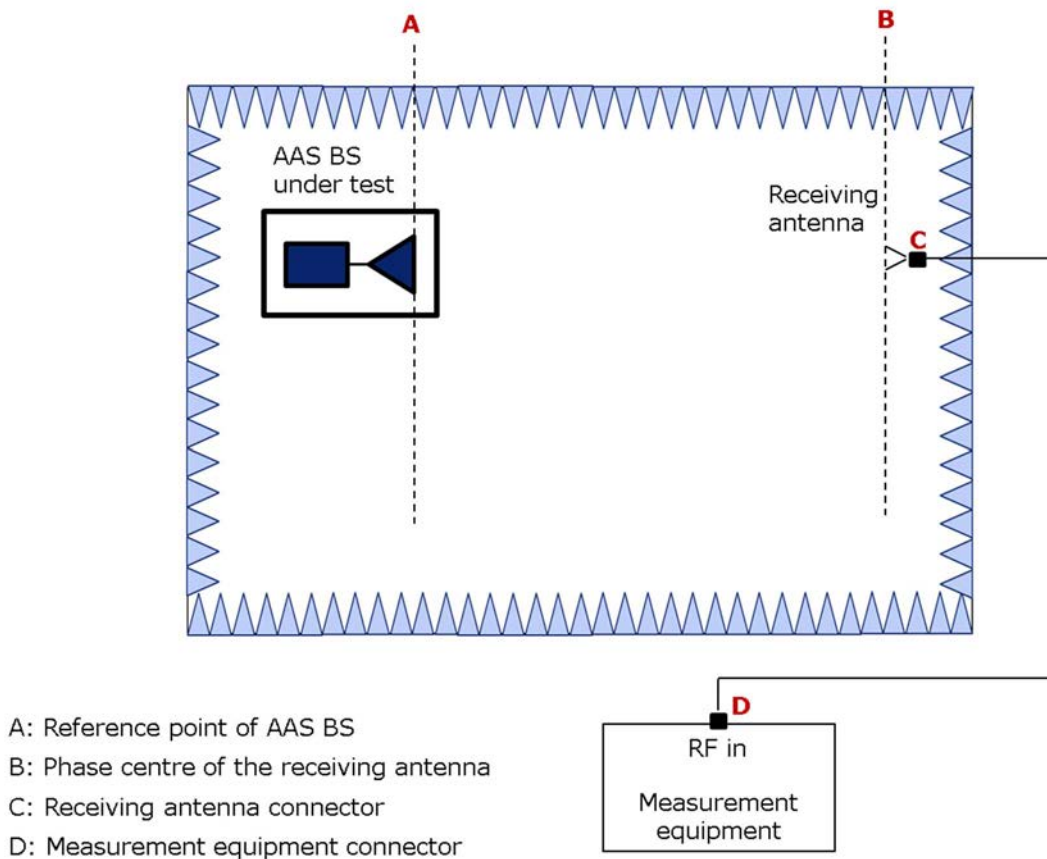 A
B
AAS BS
under test
Receiving
antenna
C
D
RF in
Measurement
equipment
A: Reference point of AAS BS
B: Phase centre of the receiving antenna
C: Receiving antenna connector
D: Measurement equipment connector